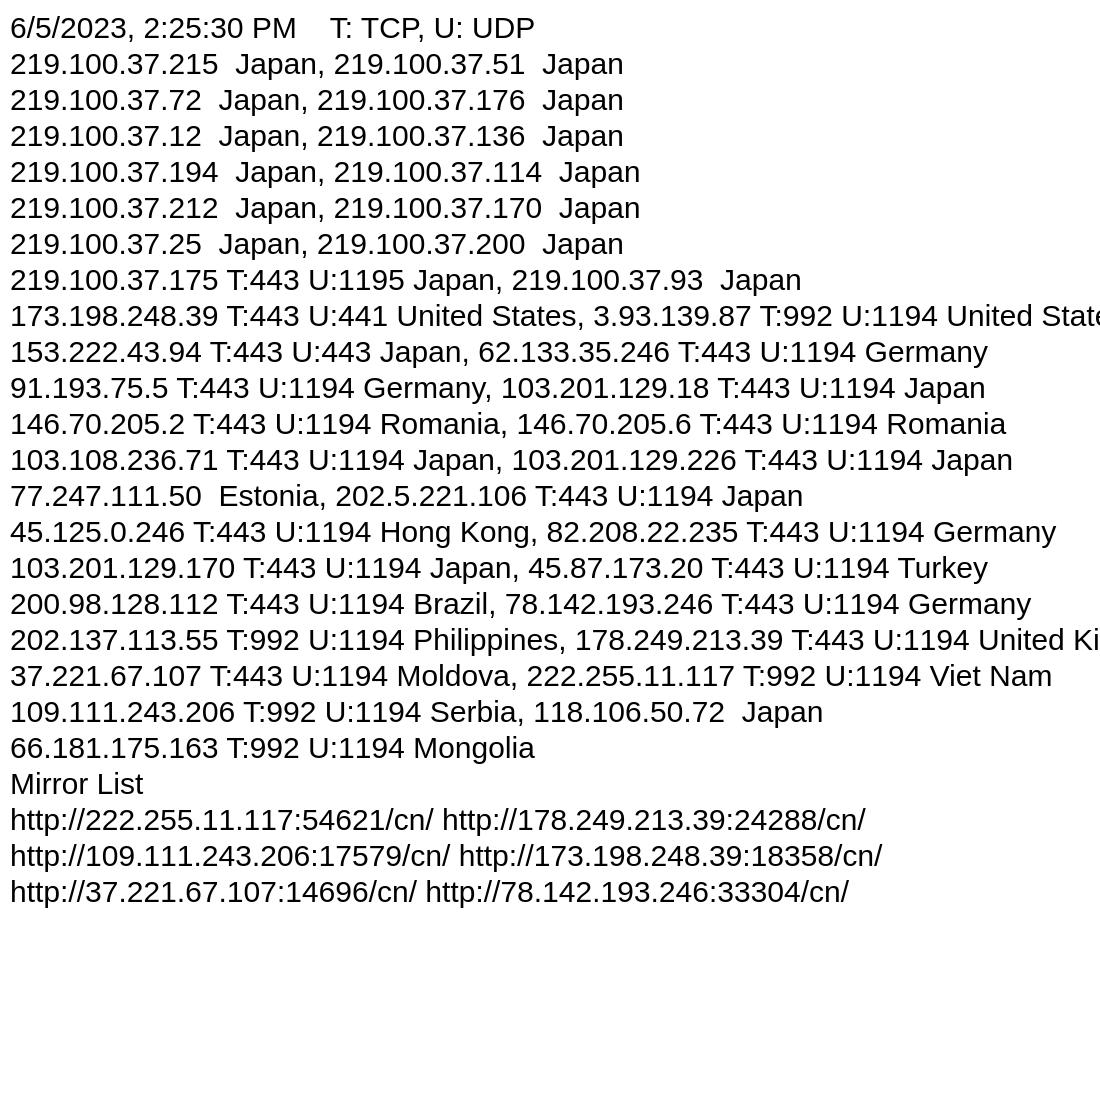 6/5/2023, 2:25:30 PM    T: TCP, U: UDP
219.100.37.215  Japan, 219.100.37.51  Japan
219.100.37.72  Japan, 219.100.37.176  Japan
219.100.37.12  Japan, 219.100.37.136  Japan
219.100.37.194  Japan, 219.100.37.114  Japan
219.100.37.212  Japan, 219.100.37.170  Japan
219.100.37.25  Japan, 219.100.37.200  Japan
219.100.37.175 T:443 U:1195 Japan, 219.100.37.93  Japan
173.198.248.39 T:443 U:441 United States, 3.93.139.87 T:992 U:1194 United State
153.222.43.94 T:443 U:443 Japan, 62.133.35.246 T:443 U:1194 Germany
91.193.75.5 T:443 U:1194 Germany, 103.201.129.18 T:443 U:1194 Japan
146.70.205.2 T:443 U:1194 Romania, 146.70.205.6 T:443 U:1194 Romania
103.108.236.71 T:443 U:1194 Japan, 103.201.129.226 T:443 U:1194 Japan
77.247.111.50  Estonia, 202.5.221.106 T:443 U:1194 Japan
45.125.0.246 T:443 U:1194 Hong Kong, 82.208.22.235 T:443 U:1194 Germany
103.201.129.170 T:443 U:1194 Japan, 45.87.173.20 T:443 U:1194 Turkey
200.98.128.112 T:443 U:1194 Brazil, 78.142.193.246 T:443 U:1194 Germany
202.137.113.55 T:992 U:1194 Philippines, 178.249.213.39 T:443 U:1194 United Ki
37.221.67.107 T:443 U:1194 Moldova, 222.255.11.117 T:992 U:1194 Viet Nam
109.111.243.206 T:992 U:1194 Serbia, 118.106.50.72  Japan
66.181.175.163 T:992 U:1194 Mongolia
Mirror List
http://222.255.11.117:54621/cn/ http://178.249.213.39:24288/cn/
http://109.111.243.206:17579/cn/ http://173.198.248.39:18358/cn/
http://37.221.67.107:14696/cn/ http://78.142.193.246:33304/cn/